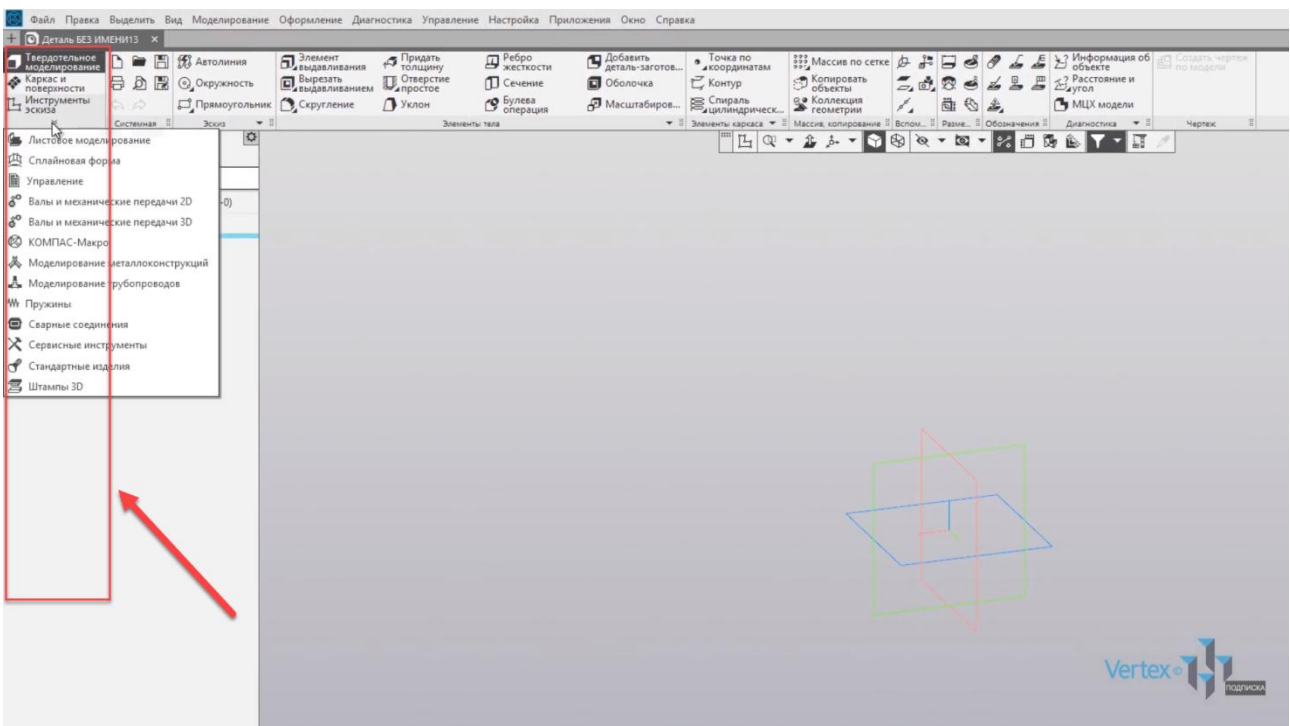 Файл Правка Выделить Вид Моделирование Оформление Диагностика Управление Настройка Приложения Окно Справка
Деталь БЕЗ ИМЕНИ13
Твердотельное моделирование
Каркас и поверхности
Инструменты эскиза
Системная
Автолиния
Окружность
Прямоугольник
Эскиз
Элемент выдавливания
Вырезать выдавливанием
Скругление
Придать толщину
Отверстие простое
Уклон
Ребро жесткости
Сечение
Булева операция
Добавить деталь-заготов...
Оболочка
Масштабиров...
Элементы тела
Точка по координатам
Контур
Спираль цилиндрическ...
Элементы каркаса
Массив по сетке
Копировать объекты
Коллекция геометрии
Массив, копирование
Вспом...
Разме...
Обозначения
Информация об объекте
Расстояние и угол
МЦХ модели
Диагностика
Создать чертеж по модели
Чертеж
Листовое моделирование
Сплайновая форма
Управление
Валы и механические передачи 2D
-0)
Валы и механические передачи 3D
КОМПАС-Макро
Моделирование металлоконструкций
Моделирование трубопроводов
Пружины
Сварные соединения
Сервисные инструменты
Стандартные изделия
Штампы 3D
Vertex
ПОДПИСКА